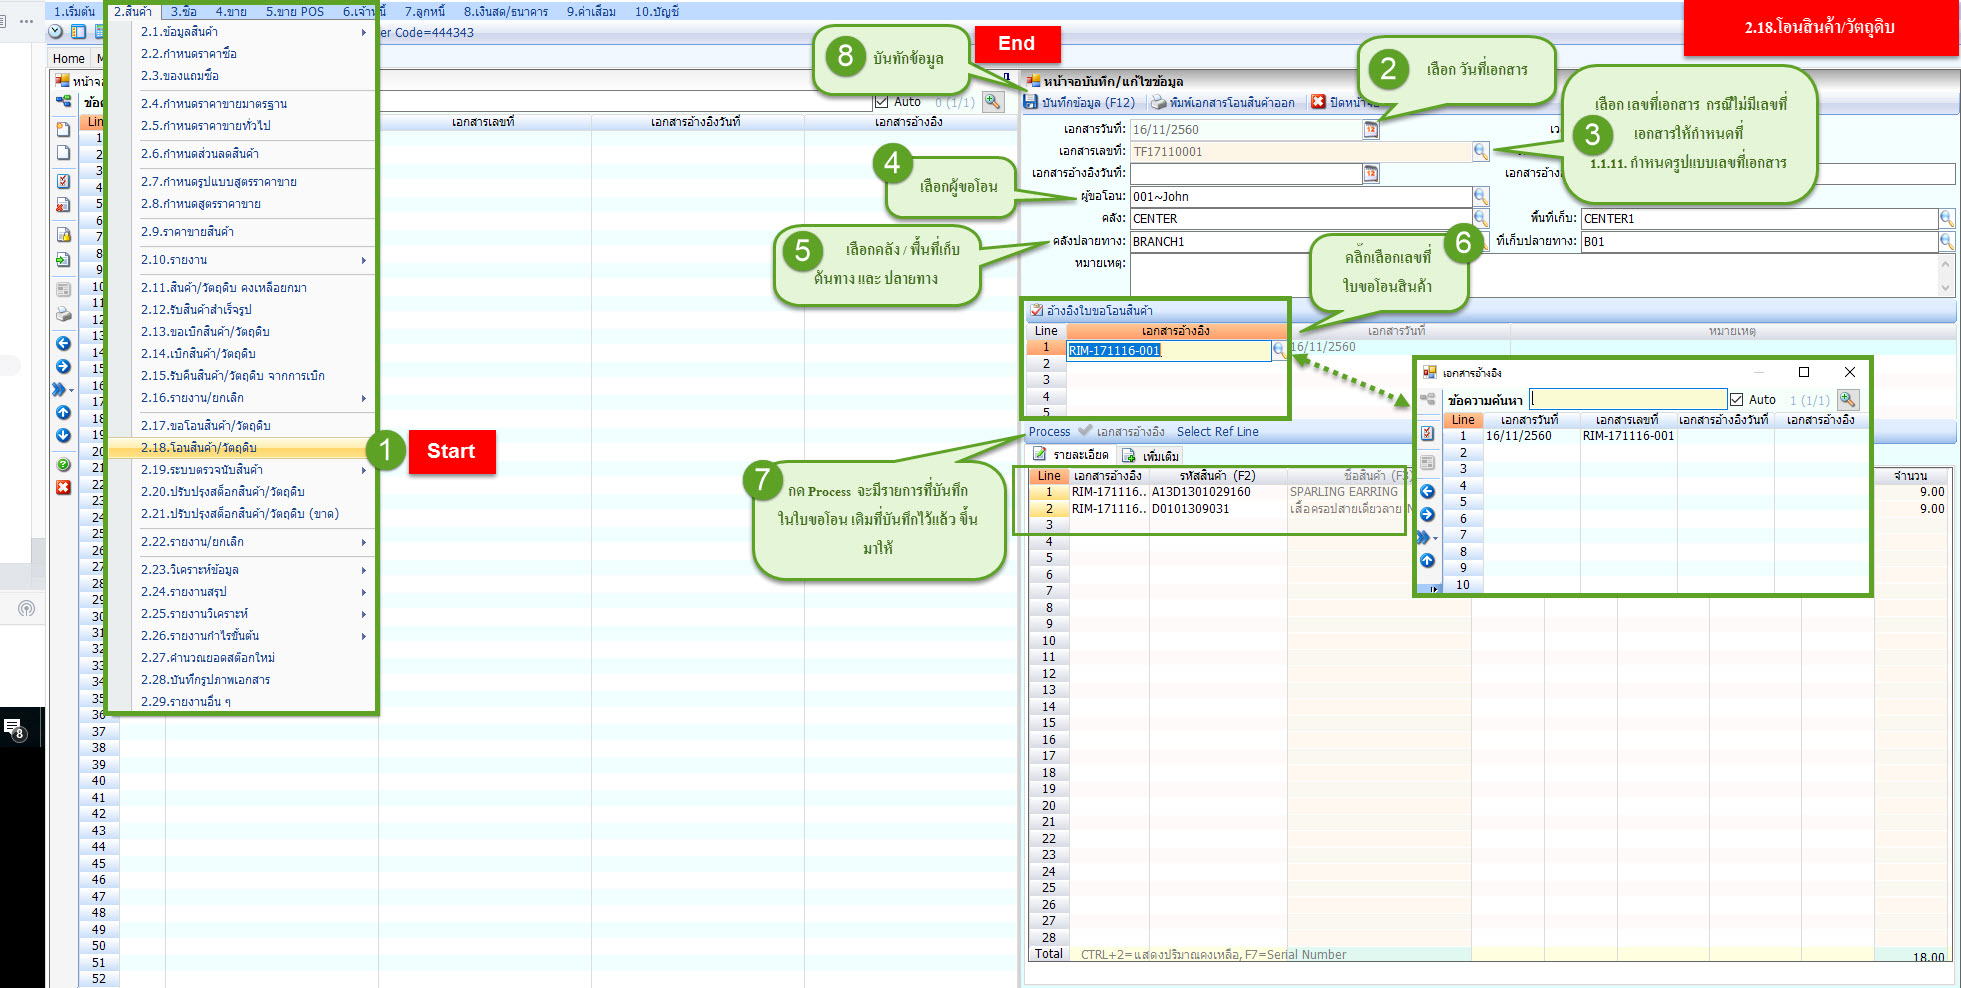 1.เริ่มต้น 2.สินค้า 3.ซื้อ 4.ขาย 5.ขาย POS 6.เจ้าหนี้ 7.ลูกหนี้ 8.เงินสด/ธนาคาร 9.ค่าเสื่อม 10.บัญชี
er Code=444343
2.18.โอนสินค้า/วัตถุดิบ
Home
2.1.ข้อมูลสินค้า
2.2.กำหนดราคาซื้อ
2.3.ของแถมซื้อ
2.4.กำหนดราคาขายมาตรฐาน
2.5.กำหนดราคาขายทั่วไป
2.6.กำหนดส่วนลดสินค้า
2.7.กำหนดรูปแบบสูตรราคาขาย
2.8.กำหนดสูตรราคาขาย
2.9.ราคาขายสินค้า
2.10.รายงาน
2.11.สินค้า/วัตถุดิบ คงเหลือยกมา
2.12.รับสินค้าสำเร็จรูป
2.13.ขอเบิกสินค้า/วัตถุดิบ
2.14.เบิกสินค้า/วัตถุดิบ
2.15.รับคืนสินค้า/วัตถุดิบ จากการเบิก
2.16.รายงาน/ยกเลิก
2.17.ขอโอนสินค้า/วัตถุดิบ
2.18.โอนสินค้า/วัตถุดิบ
2.19.ระบบตรวจนับสินค้า
2.20.ปรับปรุงสต็อกสินค้า/วัตถุดิบ
2.21.ปรับปรุงสต็อกสินค้า/วัตถุดิบ (ขาด)
2.22.รายงาน/ยกเลิก
2.23.วิเคราะห์ข้อมูล
2.24.รายงานสรุป
2.25.รายงานวิเคราะห์
2.26.รายงานกำไรขั้นต้น
2.27.คำนวณยอดสต๊อกใหม่
2.28.บันทึกรูปภาพเอกสาร
2.29.รายงานอื่น ๆ
1
Start
Auto 0 (1/1)
เอกสารเลขที่ เอกสารอ้างอิงวันที่ เอกสารอ้างอิง
37
38
39
40
41
42
43
44
45
46
47
48
49
50
51
52
8 บันทึกข้อมูล
End
หน้าจอบันทึก/แก้ไขข้อมูล
บันทึกข้อมูล (F12) พิมพ์เอกสารโอนสินค้าออก
2 เลือก วันที่เอกสาร
3
เลือก เลขที่เอกสาร กรณีไม่มีเลขที่
เอกสารให้กำหนดที่
1.1.11. กำหนดรูปแบบเลขที่เอกสาร
4 เลือกผู้ขอโอน
5 เลือกคลัง / พื้นที่เก็บ
ต้นทาง และ ปลายทาง
6
คลิ๊กเลือกเลขที่
ใบขอโอนสินค้า
เอกสารวันที่: 16/11/2560
เอกสารเลขที่: TF17110001
เอกสารอ้างอิงวันที่:
ผู้ขอโอน: 001~John
คลัง: CENTER พื้นที่เก็บ: CENTER1
คลังปลายทาง: BRANCH1 ที่เก็บปลายทาง: B01
หมายเหตุ:
อ้างอิงใบขอโอนสินค้า
Line เอกสารอ้างอิง เอกสารวันที่ หมายเหตุ
1 RIM-171116-001 16/11/2560
2
3
4
5
Process เอกสารอ้างอิง Select Ref Line
รายละเอียด เพิ่มเติม
7
กด Process จะมีรายการที่บันทึก
ในใบขอโอน เดิมที่บันทึกไว้แล้ว ขึ้น
มาให้
Line เอกสารอ้างอิง รหัสสินค้า (F2) จำนวน
1 RIM-171116.. A13D1301029160 SPARLING EARRING 9.00
2 RIM-171116.. D0101309031 เสื้อครอปสายเดี่ยวลาย 9.00
3
4
5
6
7
8
9
10
11
12
13
14
15
16
17
18
19
20
21
22
23
24
25
26
27
28
Total CTRL+2=แสดงปริมาณคงเหลือ, F7=Serial Number 18.00
เอกสารอ้างอิง
ข้อความค้นหา Auto 1 (1/1)
Line เอกสารวันที่ เอกสารเลขที่ เอกสารอ้างอิงวันที่ เอกสารอ้างอิง
1 16/11/2560 RIM-171116-001
2
3
4
5
6
7
8
9
10
8